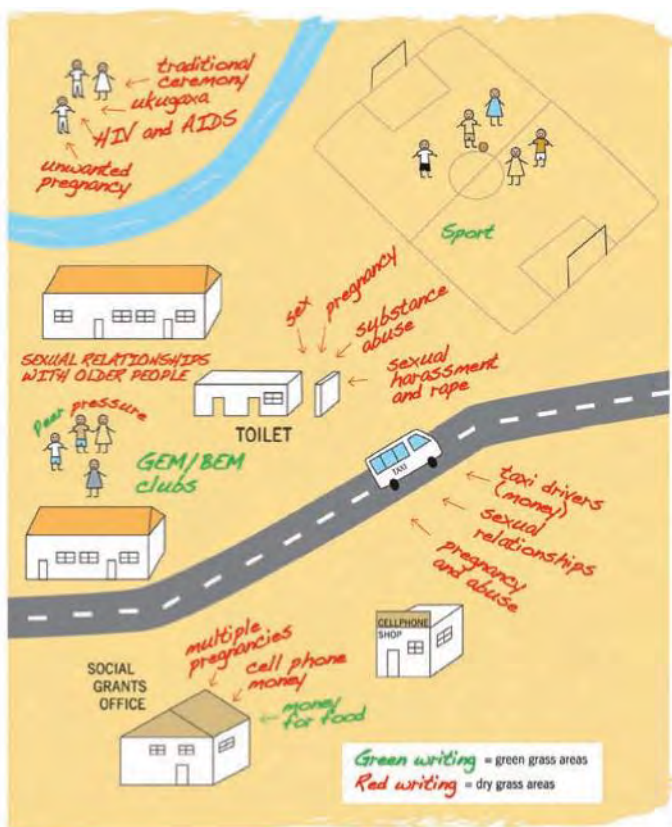 traditional
ceremony
ukugaxa
HIV and AIDS
unwanted
pregnancy
Sport
sex
pregnancy
substance
abuse
sexual
harassment
and rape
SEXUAL RELATIONSHIPS
WITH OLDER PEOPLE
TOILET
Peer pressure
GEM/BEM
clubs
TAXI
taxi drivers
(money)
sexual
relationships
pregnancy
and abuse
CELLPHONE
SHOP
multiple
pregnancies
cell phone
money
money
for food
SOCIAL
GRANTS
OFFICE
Green writing = green grass areas
Red writing = dry grass areas